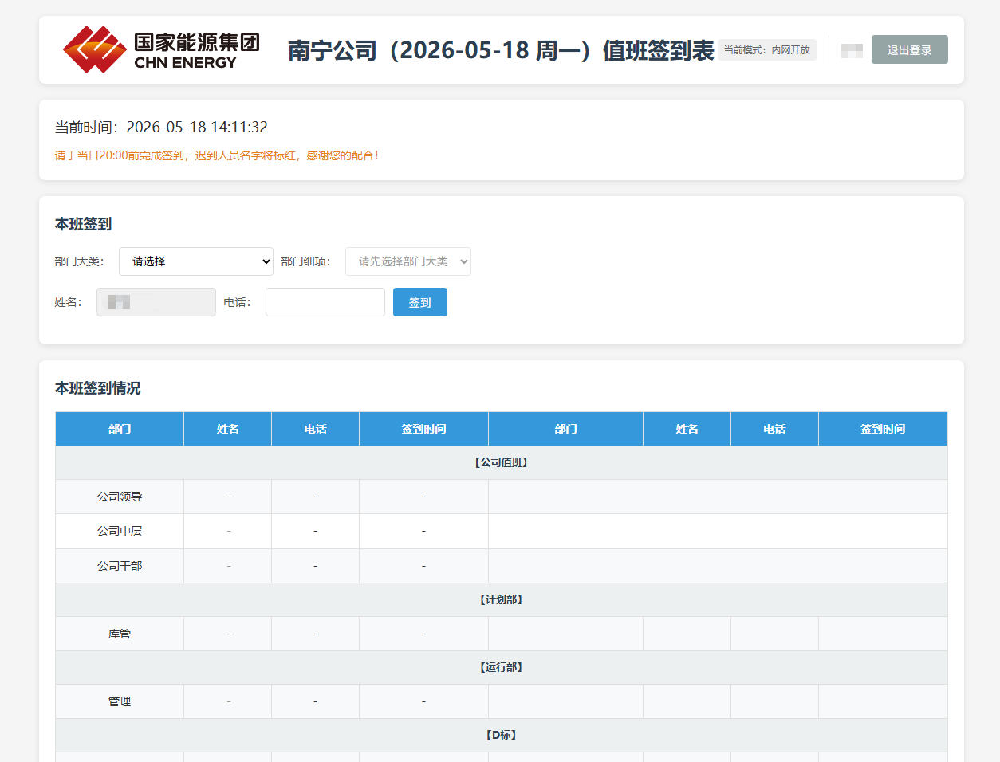 国家能源集团
CHN ENERGY
南宁公司（2026-05-18 周一）值班签到表
当前模式：内网开放
退出登录
当前时间：2026-05-18 14:11:32
请于当日20:00前完成签到，迟到人员名字将标红，感谢您的配合！
本班签到
部门大类： 请选择 部门细项： 请先选择部门大类
姓名： 电话： 签到
本班签到情况
部门 姓名 电话 签到时间 部门 姓名 电话 签到时间
【公司值班】
公司领导 - - -
公司中层 - - -
公司干部 - - -
【计划部】
库管 - - -
【运行部】
管理 - - -
【D标】